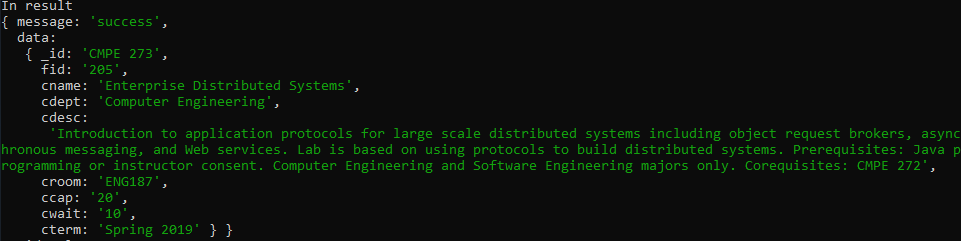 In result
{ message: 'success',
  data:
   { _id: 'CMPE 273',
     fid: '205',
     cname: 'Enterprise Distributed Systems',
     cdept: 'Computer Engineering',
     cdesc:
      'Introduction to application protocols for large scale distributed systems including object request brokers, async
hronous messaging, and Web services. Lab is based on using protocols to build distributed systems. Prerequisites: Java p
rogramming or instructor consent. Computer Engineering and Software Engineering majors only. Corequisites: CMPE 272',
     croom: 'ENG187',
     ccap: '20',
     cwait: '10',
     cterm: 'Spring 2019' } }